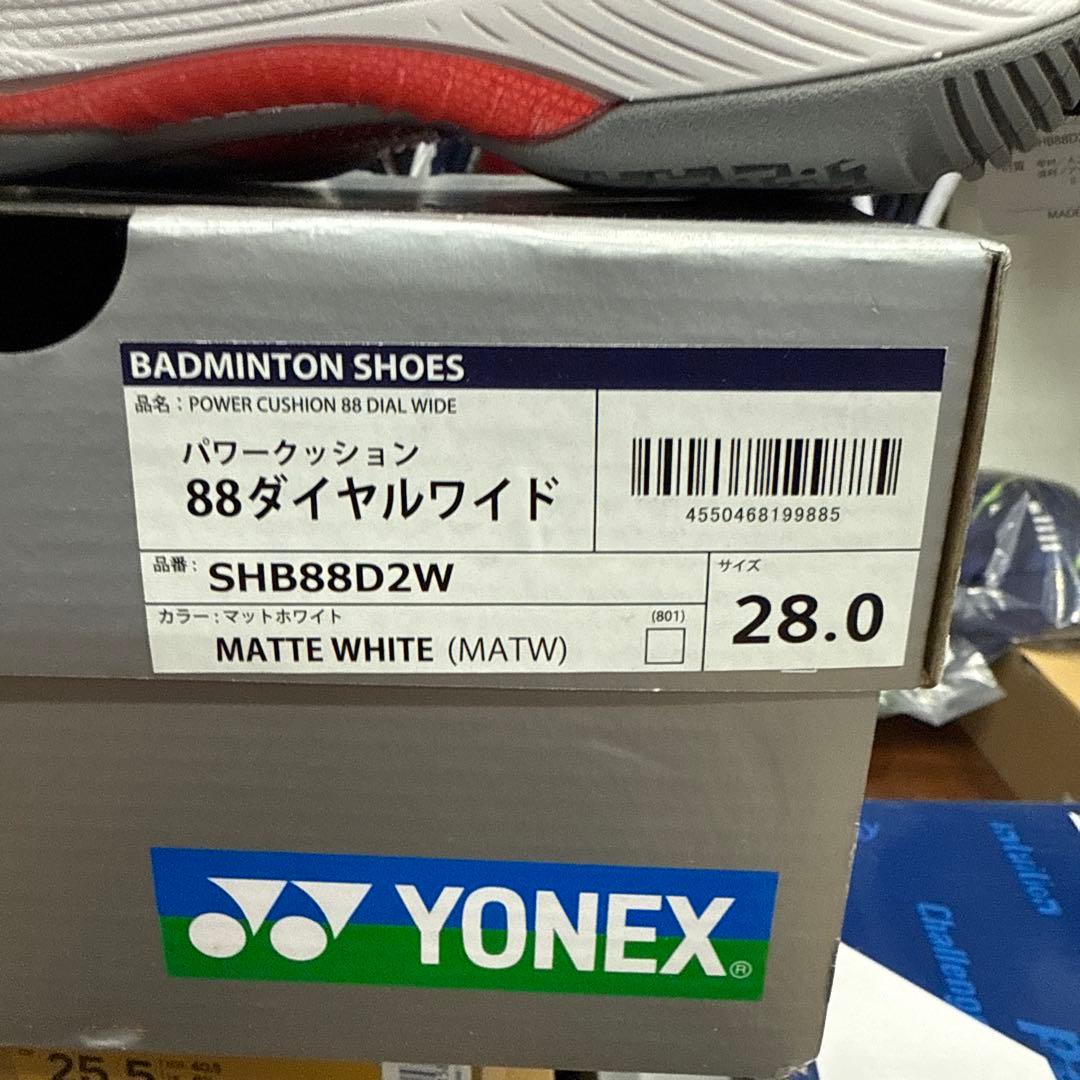 BADMINTON SHOES
品名：POWER CUSHION 88 DIAL WIDE
パワークッション
88ダイヤルワイド
4550468199885
品番：SHB88D2W
サイズ
28.0
カラー：マットホワイト
(801)
MATTE WHITE (MATW)
YONEX®
25.5
MADE